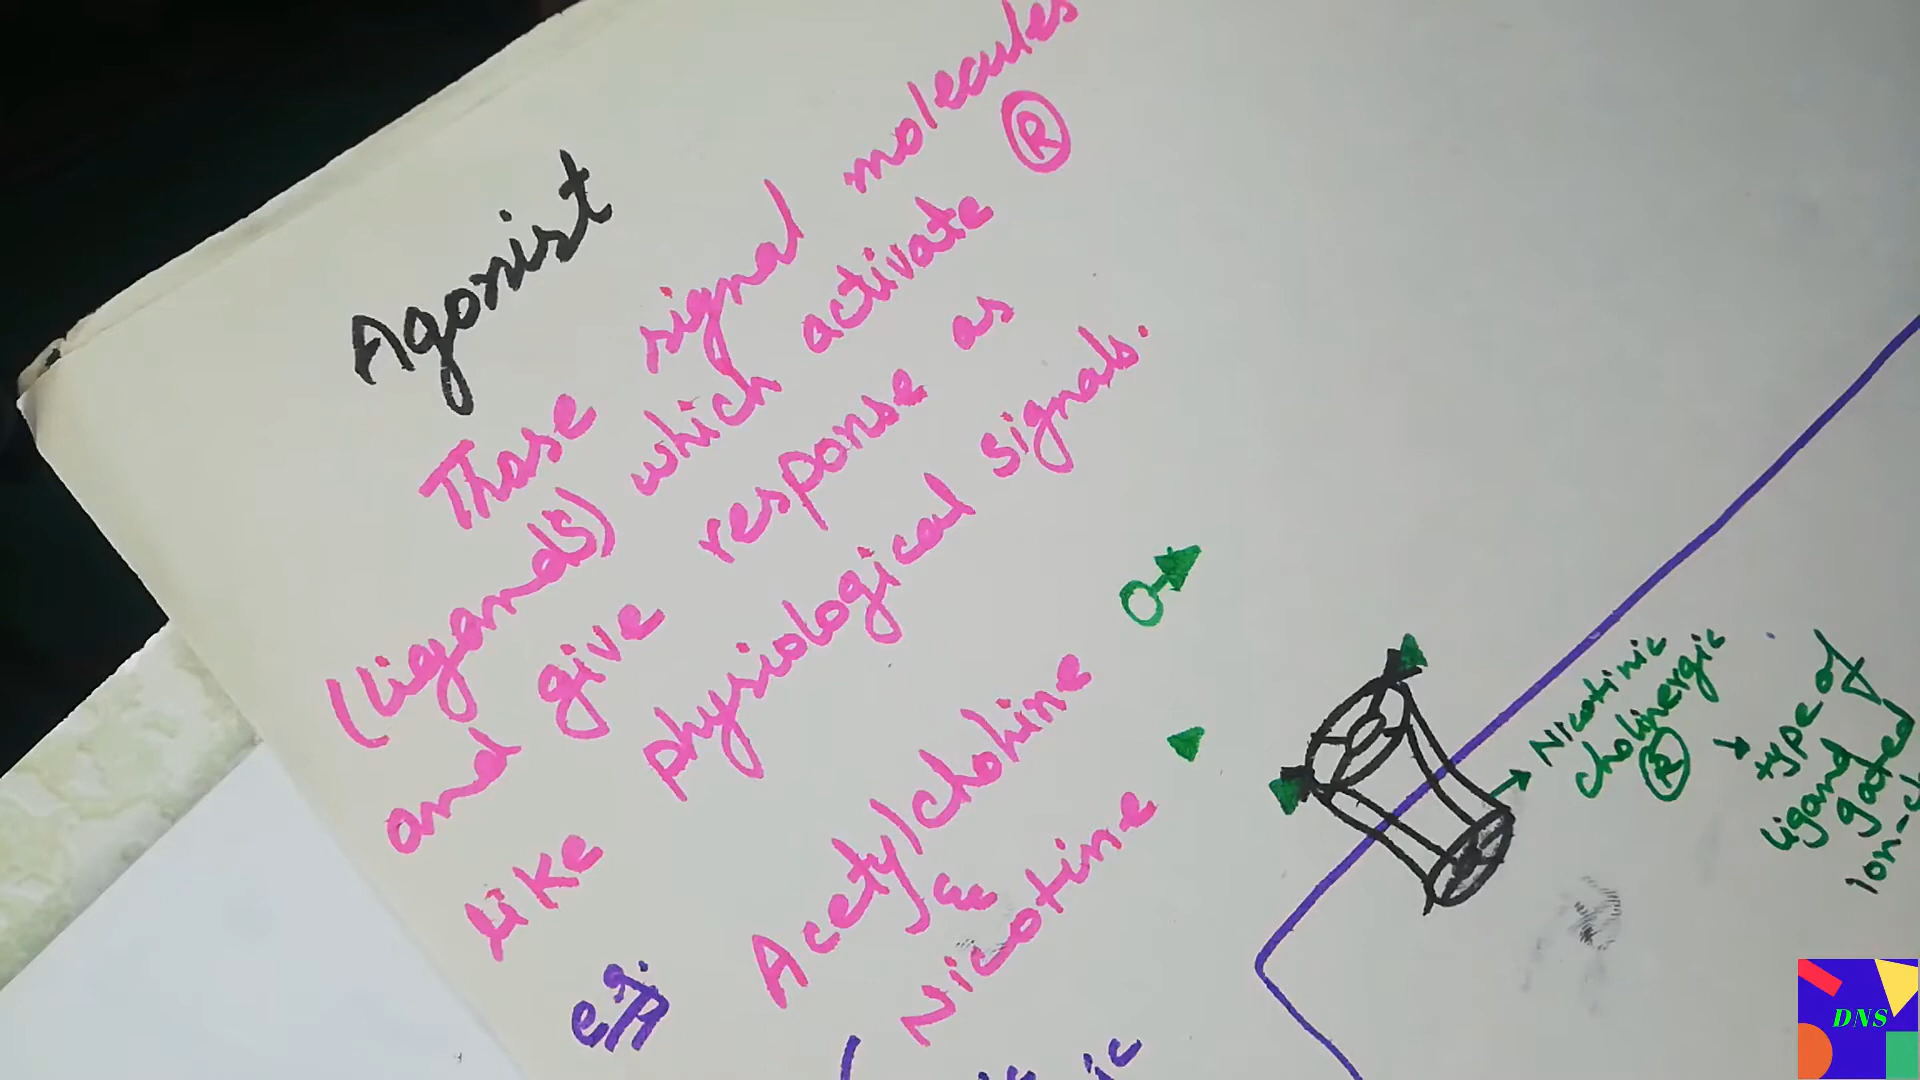 Agonist
Those signal molecules
(ligands) which activate Ⓡ
and give response as
like physiological signals.
eg. Acetylcholine
&
Nicotine
Nicotinic
cholinergic
Ⓡ
→ type of
ligand
gated
ion-
DNS